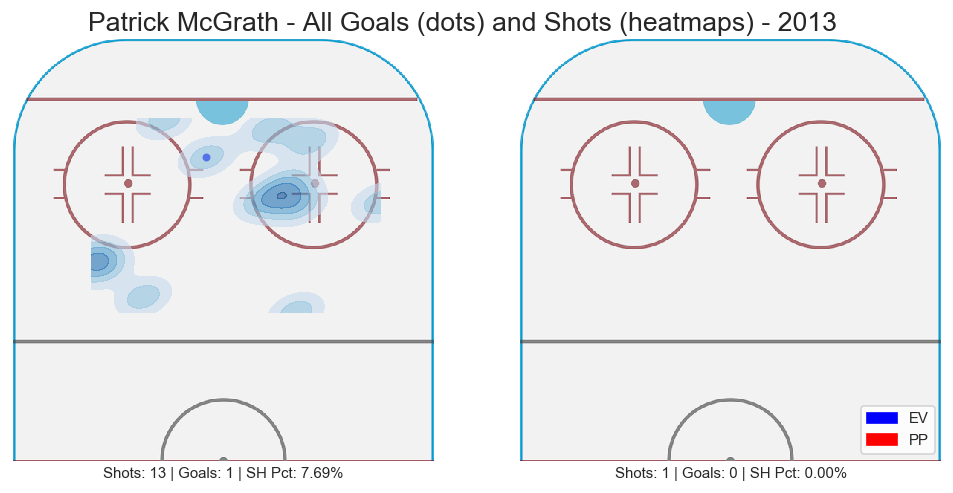 Patrick McGrath - All Goals (dots) and Shots (heatmaps) - 2013
EV
PP
Shots: 13 | Goals: 1 | SH Pct: 7.69%
Shots: 1 | Goals: 0 | SH Pct: 0.00%